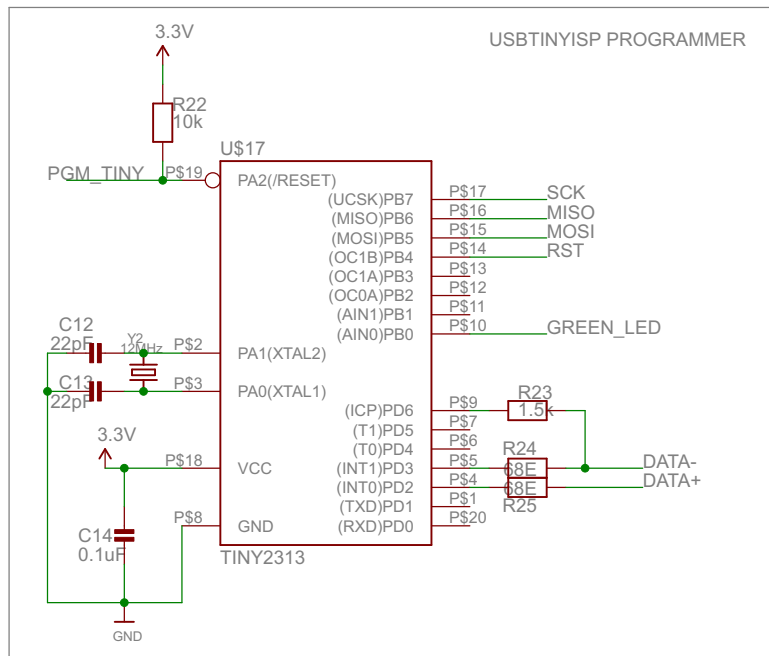 USBTINYISP PROGRAMMER
3.3V
R22
10k
U$17
PGM_TINY
P$19
PA2(/RESET)
(UCSK)PB7
P$17
SCK
(MISO)PB6
P$16
MISO
(MOSI)PB5
P$15
MOSI
(OC1B)PB4
P$14
RST
(OC1A)PB3
P$13
(OC0A)PB2
P$12
(AIN1)PB1
P$11
(AIN0)PB0
P$10
GREEN_LED
C12
22pF
Y2
12MHz
P$2
PA1(XTAL2)
C13
22pF
P$3
PA0(XTAL1)
(ICP)PD6
P$9
R23
1.5k
(T1)PD5
P$7
(T0)PD4
P$6
3.3V
P$18
VCC
(INT1)PD3
P$5
R24
68E
DATA-
(INT0)PD2
P$4
68E
R25
DATA+
(TXD)PD1
P$1
P$8
GND
(RXD)PD0
P$20
C14
0.1uF
TINY2313
GND